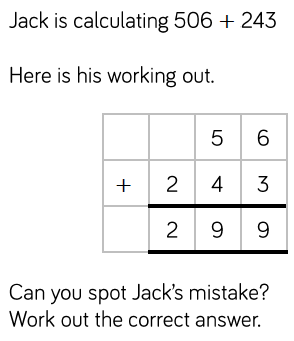 Jack is calculating 506 + 243
Here is his working out.
5 6
+ 2 4 3
2 9 9
Can you spot Jack's mistake?
Work out the correct answer.